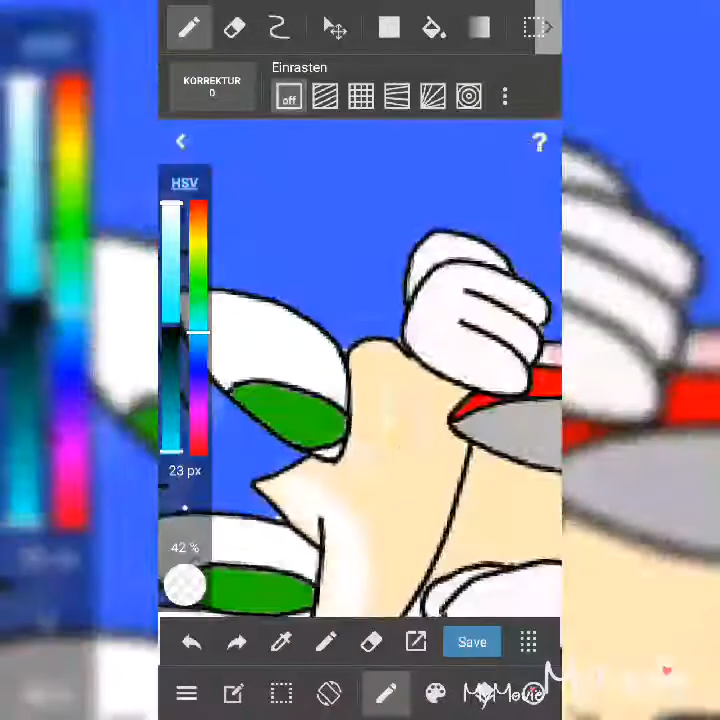 KORREKTUR
0
Einrasten
off
?
HSV
23 px
42 %
Save